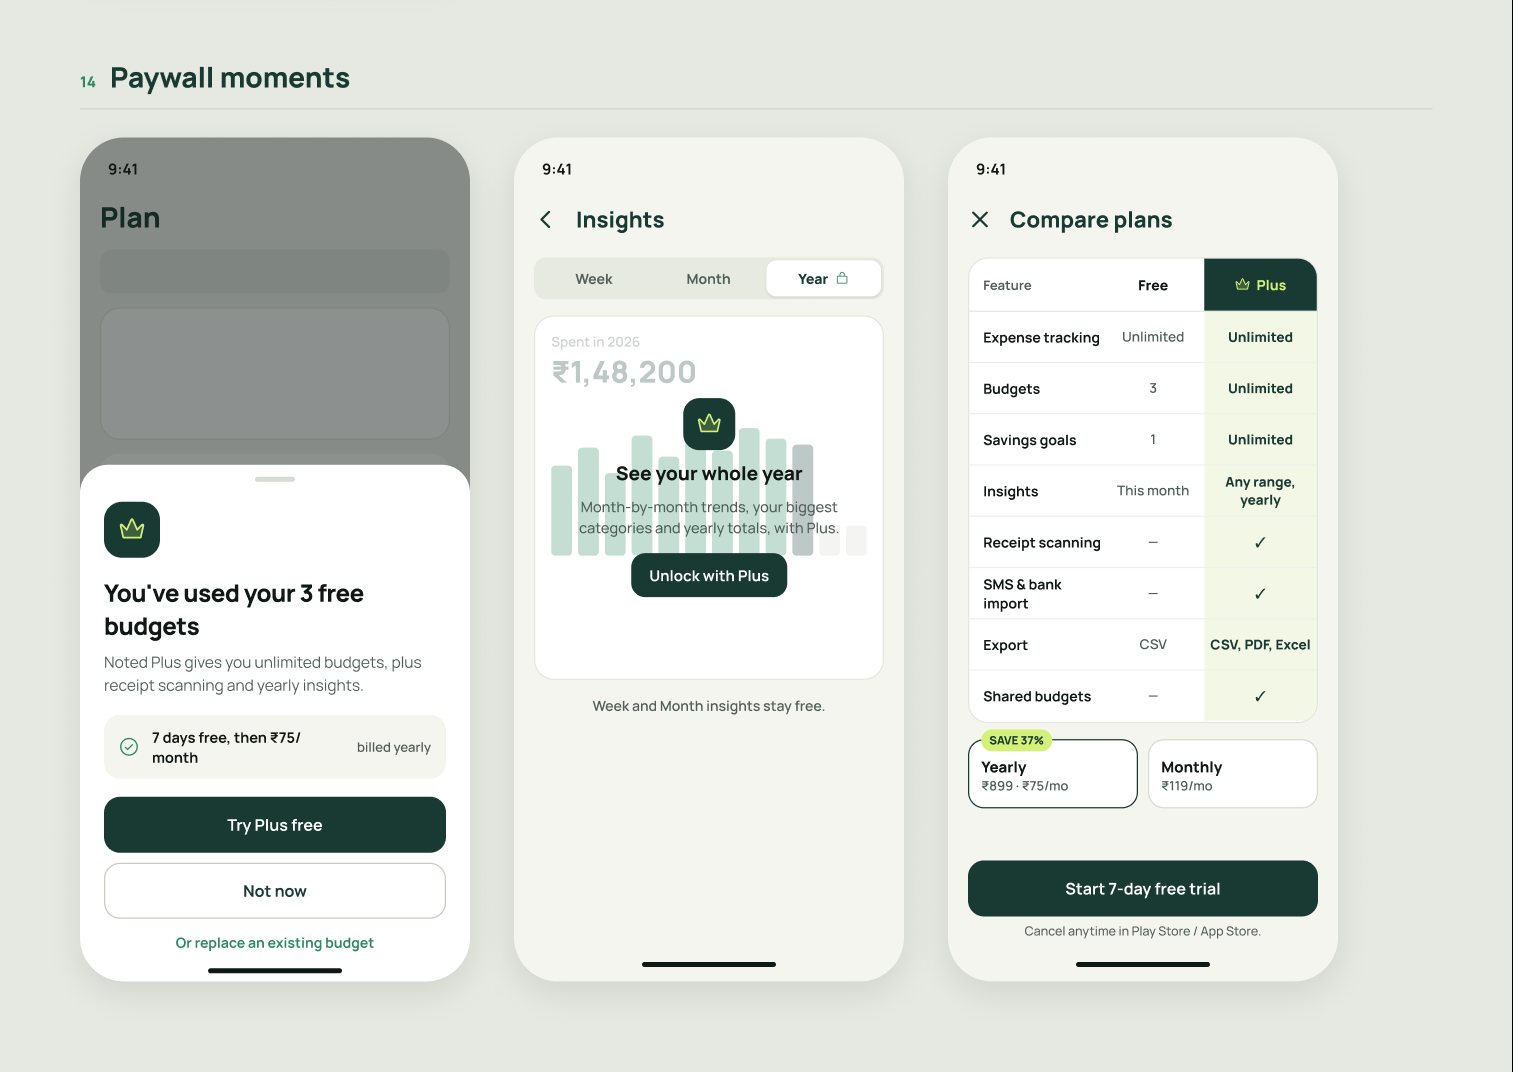 14 Paywall moments
9:41
Plan
You've used your 3 free
budgets
Noted Plus gives you unlimited budgets, plus
receipt scanning and yearly insights.
7 days free, then ₹75/
month
billed yearly
Try Plus free
Not now
Or replace an existing budget
9:41
Insights
Week Month Year
Spent in 2026
₹1,48,200
See your whole year
Month-by-month trends, your biggest
categories and yearly totals, with Plus.
Unlock with Plus
Week and Month insights stay free.
9:41
Compare plans
Feature Free Plus
Expense tracking Unlimited Unlimited
Budgets 3 Unlimited
Savings goals 1 Unlimited
Insights This month Any range,
yearly
Receipt scanning – ✓
SMS & bank
import – ✓
Export CSV CSV, PDF, Excel
Shared budgets – ✓
SAVE 37%
Yearly
₹899 · ₹75/mo
Monthly
₹119/mo
Start 7-day free trial
Cancel anytime in Play Store / App Store.